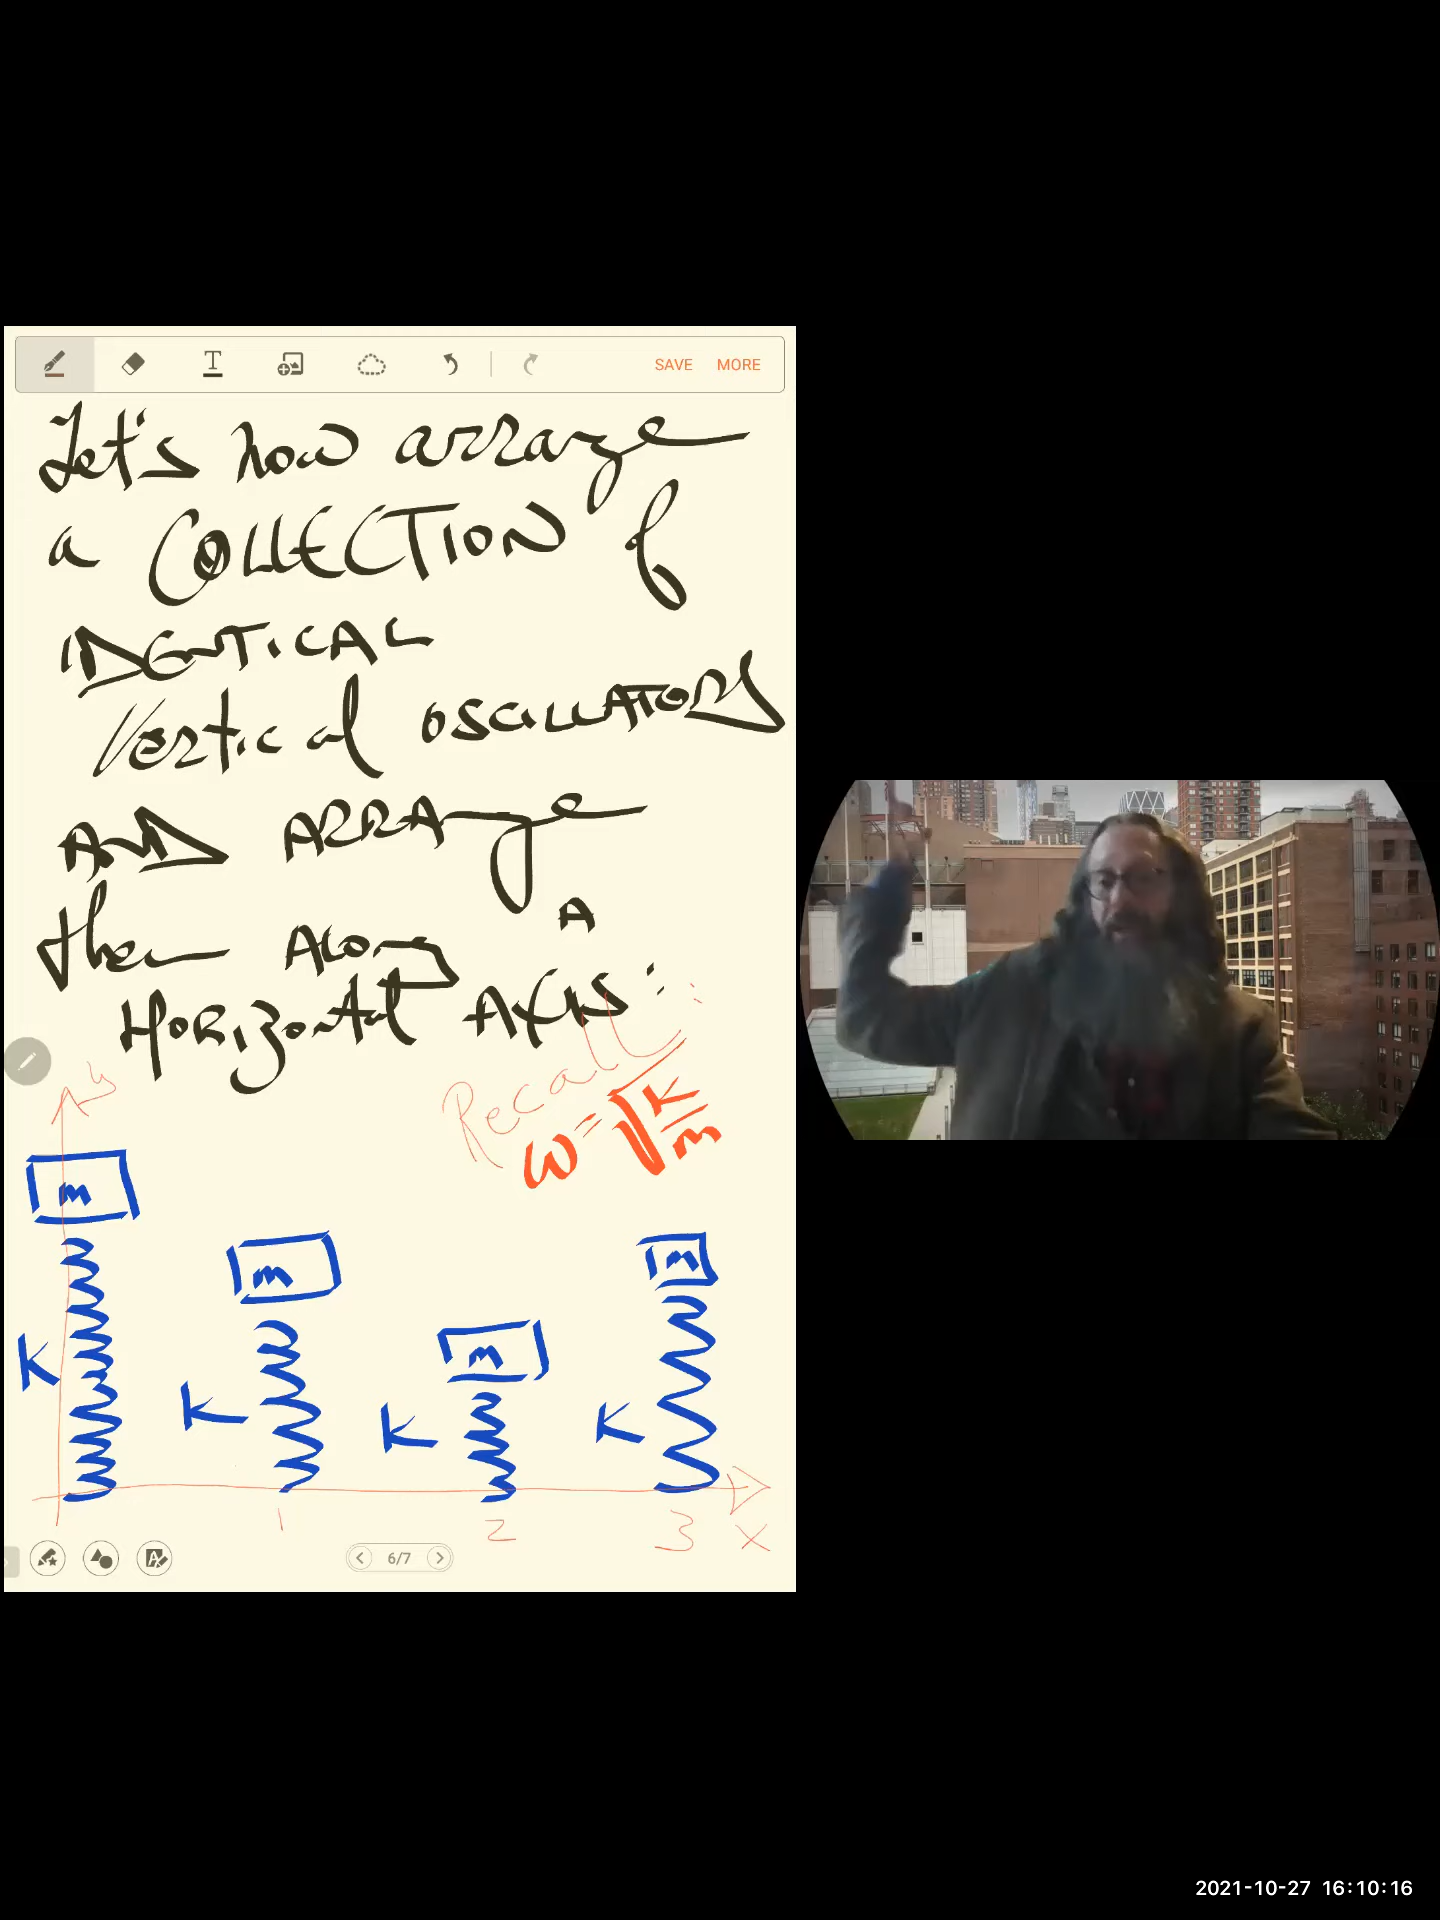 SAVE MORE
Let's now arrange
a COLLECTION of
IDENTICAL
Vertical OSCILLATORY
AND ARRAnge
them Along A
HORIZontal AXIS:
Recall:
ω=√K/m
y
m
m
m
m
K
K
K
K
1 2 3 X
6/7
2021-10-27 16:10:16